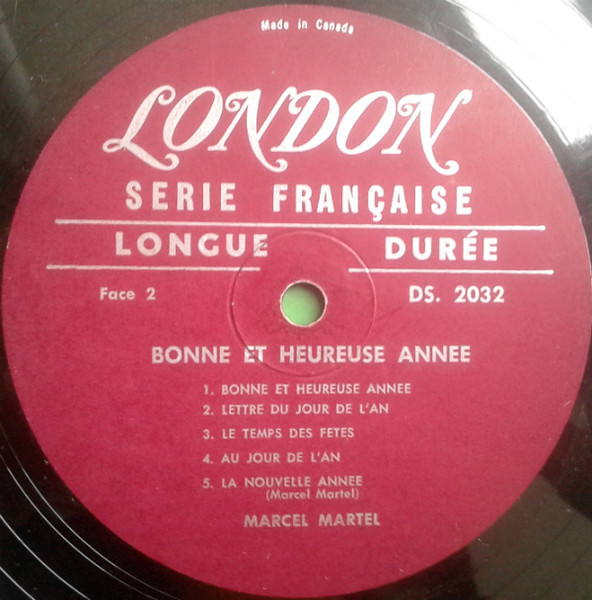 Made in Canada
LONDON
SERIE FRANÇAISE
LONGUE DURÉE
Face 2 DS. 2032
BONNE ET HEUREUSE ANNEE
1. BONNE ET HEUREUSE ANNEE
2. LETTRE DU JOUR DE L'AN
3. LE TEMPS DES FETES
4. AU JOUR DE L'AN
5. LA NOUVELLE ANNEE
(Marcel Martel)
MARCEL MARTEL